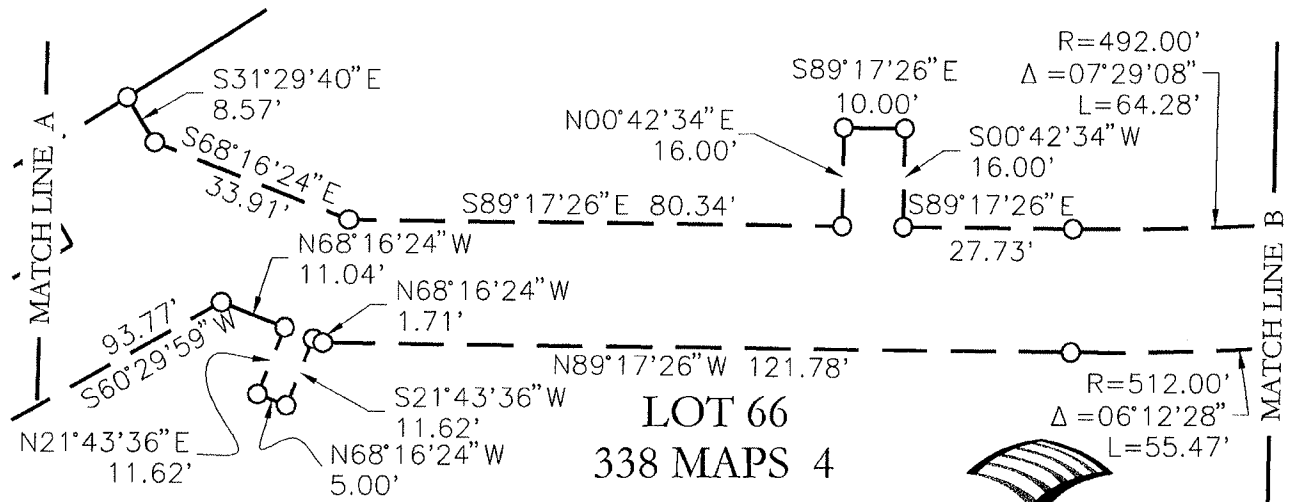 MATCH LINE A
S31°29'40"E
8.57'
S68°16'24"E
33.91'
N00°42'34"E
16.00'
S89°17'26"E
10.00'
R=492.00'
Δ=07°29'08"
L=64.28'
S00°42'34"W
16.00'
S89°17'26"E 80.34'
S89°17'26"E
27.73'
MATCH LINE B
N68°16'24"W
11.04'
N68°16'24"W
1.71'
93.77'
S60°29'59"W
N89°17'26"W 121.78'
N21°43'36"E
11.62'
S21°43'36"W
11.62'
N68°16'24"W
5.00'
LOT 66
338 MAPS 4
R=512.00'
Δ=06°12'28"
L=55.47'